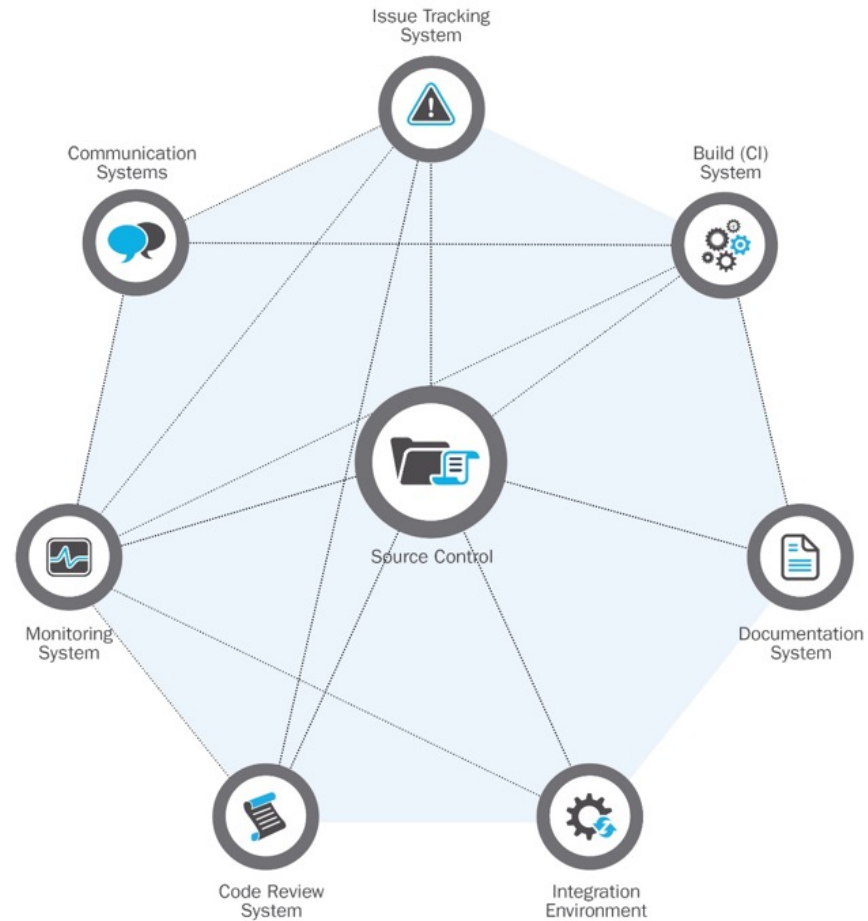 Issue Tracking
System
Communication
Systems
Build (CI)
System
Source Control
Monitoring
System
Documentation
System
Code Review
System
Integration
Environment